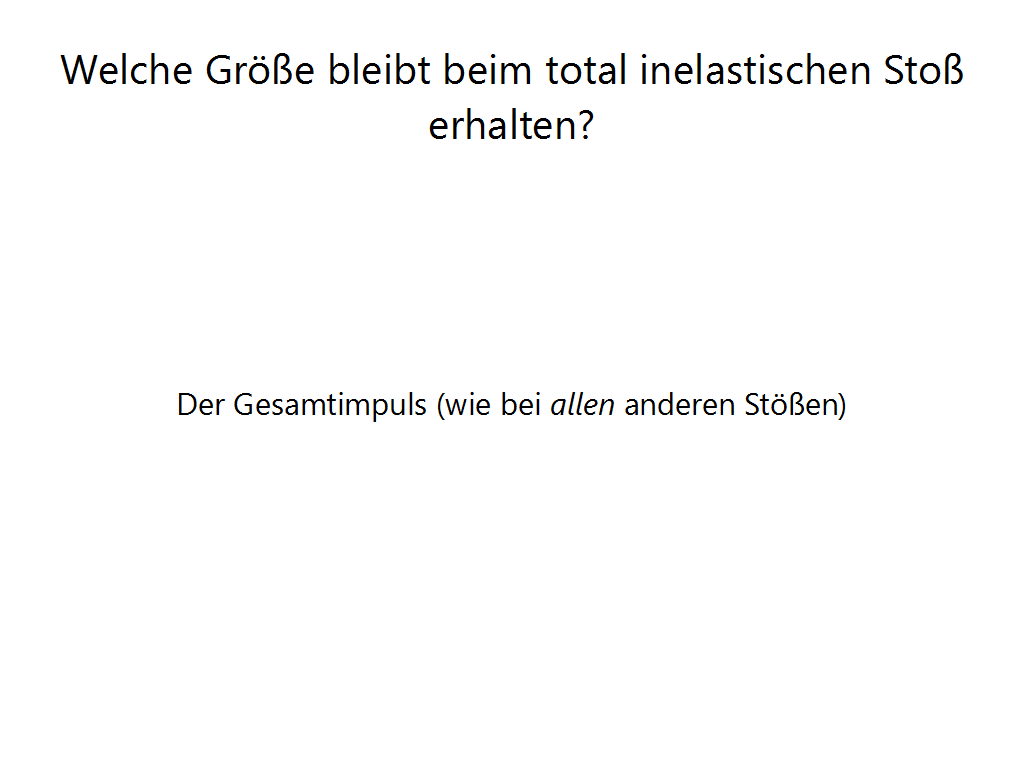 Welche Größe bleibt beim total inelastischen Stoß
erhalten?
Der Gesamtimpuls (wie bei allen anderen Stößen)